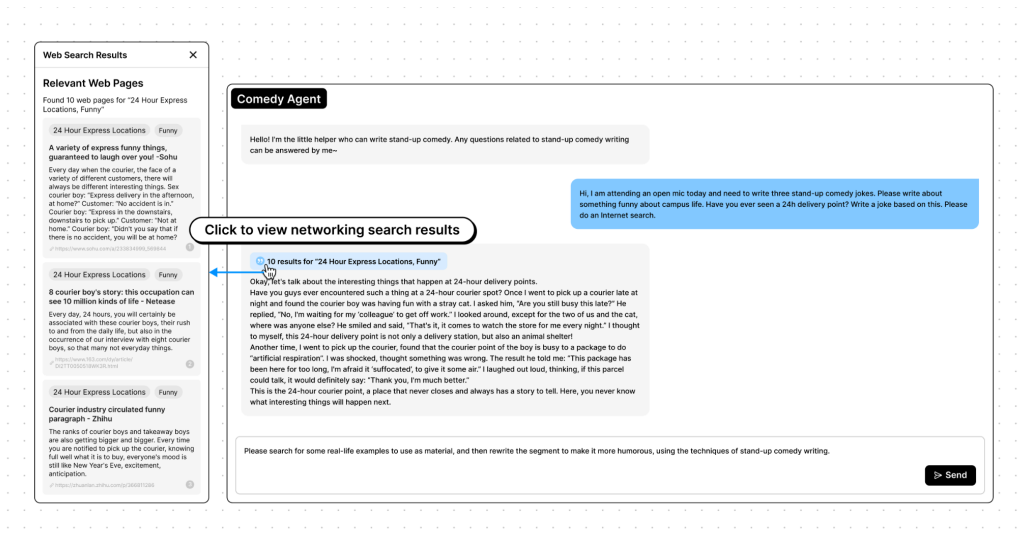 Web Search Results
Relevant Web Pages
Found 10 web pages for "24 Hour Express
Locations, Funny"
24 Hour Express Locations
Funny
A variety of express funny things,
guaranteed to laugh over you! -Sohu
Every day when the courier, the face of a
variety of different customers, there will
always be different interesting things. Sex
courier boy: "Express delivery in the afternoon,
at home?" Customer: "No accident is in."
Courier boy: "Express in the downstairs,
downstairs to pick up." Customer: "Not at
home." Courier boy: "Didn't you say that if
there is no accident, you will be at home?
1
24 Hour Express Locations
Funny
8 courier boy's story: this occupation can
see 10 million kinds of life - Netease
Every day, 24 hours, you will certainly be
associated with these courier boys, their rush
to and from the daily life, but also in the
occurrence of our interview with eight courier
boys, so that many not everyday things.
2
24 Hour Express Locations
Funny
Courier industry circulated funny
paragraph - Zhihu
The ranks of courier boys and takeaway boys
are also getting bigger and bigger. Every time
you are notified to pick up the courier, knowing
full well what it is to buy, everyone's mood is
still like New Year's Eve, excitement,
anticipation.
3
Comedy Agent
Hello! I'm the little helper who can write stand-up comedy. Any questions related to stand-up comedy writing
can be answered by me~
Hi, I am attending an open mic today and need to write three stand-up comedy jokes. Please write about
something funny about campus life. Have you ever seen a 24h delivery point? Write a joke based on this. Please
do an Internet search.
Click to view networking search results
10 results for "24 Hour Express Locations, Funny"
Okay, let's talk about the interesting things that happen at 24-hour delivery points.
Have you guys ever encountered such a thing at a 24-hour courier spot? Once I went to pick up a courier late at
night and found the courier boy was having fun with a stray cat. I asked him, "Are you still busy this late?" He
replied, "No, I'm waiting for my 'colleague' to get off work." I looked around, except for the two of us and the cat,
where was anyone else? He smiled and said, "That's it, it comes to watch the store for me every night." I thought
to myself, this 24-hour delivery point is not only a delivery station, but also an animal shelter!
Another time, I went to pick up the courier, found that the courier point of the boy is busy to a package to do
"artificial respiration". I was shocked, thought something was wrong. The result he told me: "This package has
been here for too long, I'm afraid it 'suffocated', to give it some air." I laughed out loud, thinking, if this parcel
could talk, it would definitely say: "Thank you, I'm much better."
This is the 24-hour courier point, a place that never closes and always has a story to tell. Here, you never know
what interesting things will happen next.
Please search for some real-life examples to use as material, and then rewrite the segment to make it more humorous, using the techniques of stand-up comedy writing.
Send